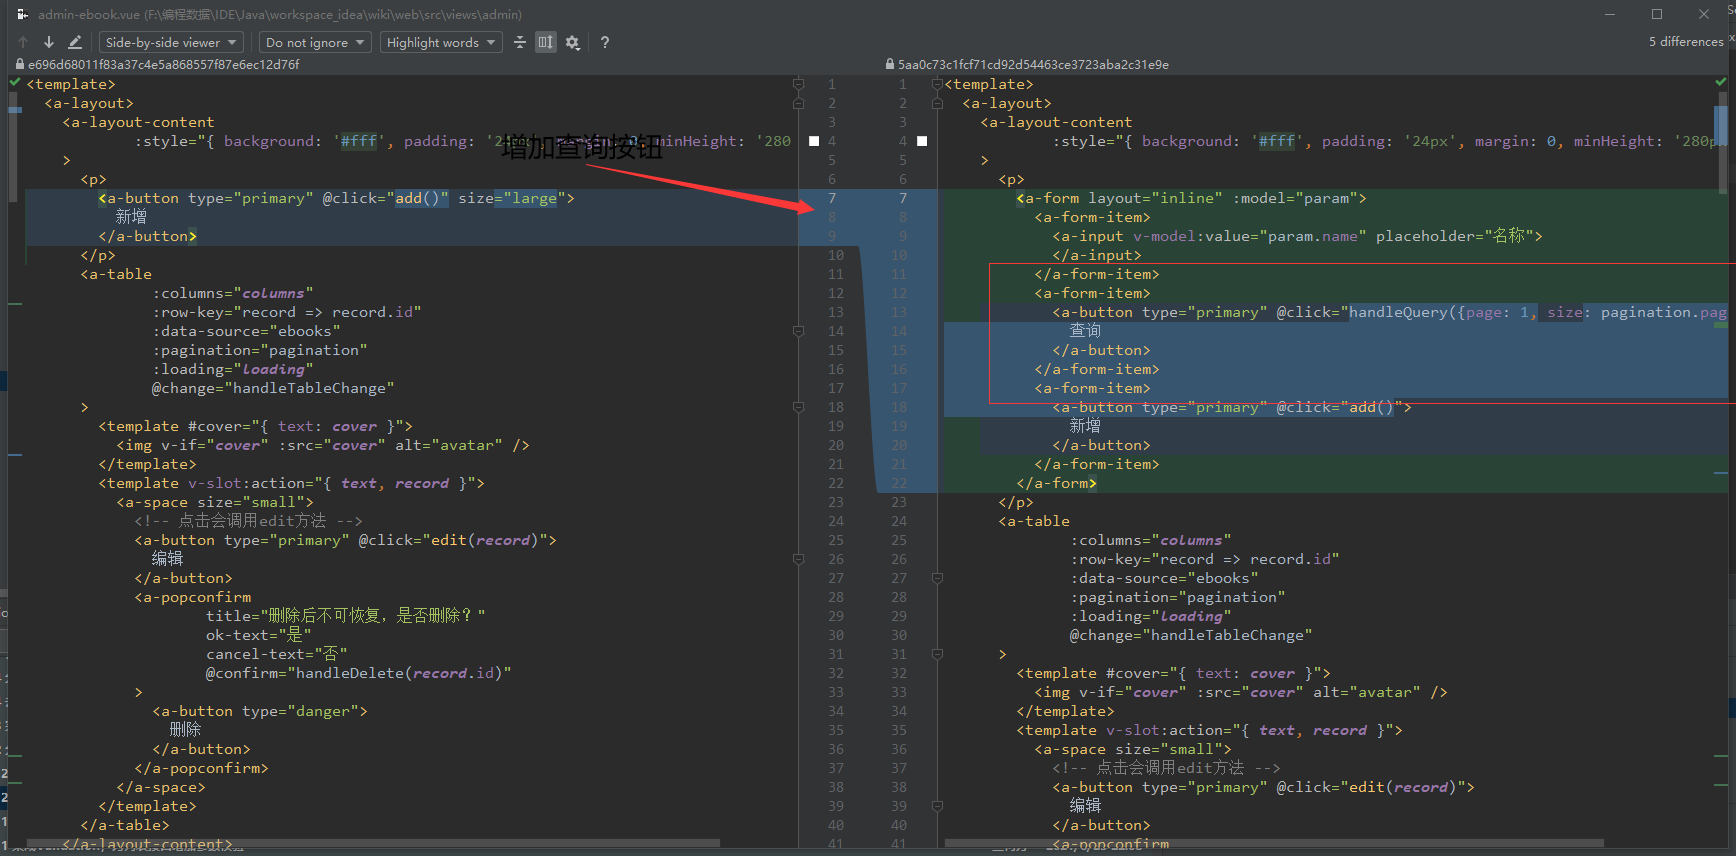 admin-ebook.vue (F:\编程数据\IDE\Java\workspace_idea\wiki\web\src\views\admin)
Side-by-side viewer
Do not ignore
Highlight words
?
5 differences
e696d68011f83a37c4e5a868557f87e6ec12d76f
<template>
<a-layout>
<a-layout-content
:style="{ background: '#fff', padding: '24px', margin: 0, minHeight: '280
>
<p>
<a-button type="primary" @click="add()" size="large">
新增
</a-button>
</p>
<a-table
:columns="columns"
:row-key="record => record.id"
:data-source="ebooks"
:pagination="pagination"
:loading="loading"
@change="handleTableChange"
>
<template #cover="{ text: cover }">
<img v-if="cover" :src="cover" alt="avatar" />
</template>
<template v-slot:action="{ text, record }">
<a-space size="small">
<!-- 点击会调用edit方法 -->
<a-button type="primary" @click="edit(record)">
编辑
</a-button>
<a-popconfirm
title="删除后不可恢复，是否删除？"
ok-text="是"
cancel-text="否"
@confirm="handleDelete(record.id)"
>
<a-button type="danger">
删除
</a-button>
</a-popconfirm>
</a-space>
</template>
</a-table>
</a-layout-content>
增加查询按钮
1 1
2 2
3 3
4 4
5 5
6 6
7 7
8 8
9 9
10 10
11 11
12 12
13 13
14 14
15 15
16 16
17 17
18 18
19 19
20 20
21 21
22 22
23 23
24 24
25 25
26 26
27 27
28 28
29 29
30 30
31 31
32 32
33 33
34 34
35 35
36 36
37 37
38 38
39 39
40 40
41 41
5aa0c73c1fcf71cd92d54463ce3723aba2c31e9e
<template>
<a-layout>
<a-layout-content
:style="{ background: '#fff', padding: '24px', margin: 0, minHeight: '280p
>
<p>
<a-form layout="inline" :model="param">
<a-form-item>
<a-input v-model:value="param.name" placeholder="名称">
</a-input>
</a-form-item>
<a-form-item>
<a-button type="primary" @click="handleQuery({page: 1, size: pagination.pag
查询
</a-button>
</a-form-item>
<a-form-item>
<a-button type="primary" @click="add()">
新增
</a-button>
</a-form-item>
</a-form>
</p>
<a-table
:columns="columns"
:row-key="record => record.id"
:data-source="ebooks"
:pagination="pagination"
:loading="loading"
@change="handleTableChange"
>
<template #cover="{ text: cover }">
<img v-if="cover" :src="cover" alt="avatar" />
</template>
<template v-slot:action="{ text, record }">
<a-space size="small">
<!-- 点击会调用edit方法 -->
<a-button type="primary" @click="edit(record)">
编辑
</a-button>
<a-popconfirm